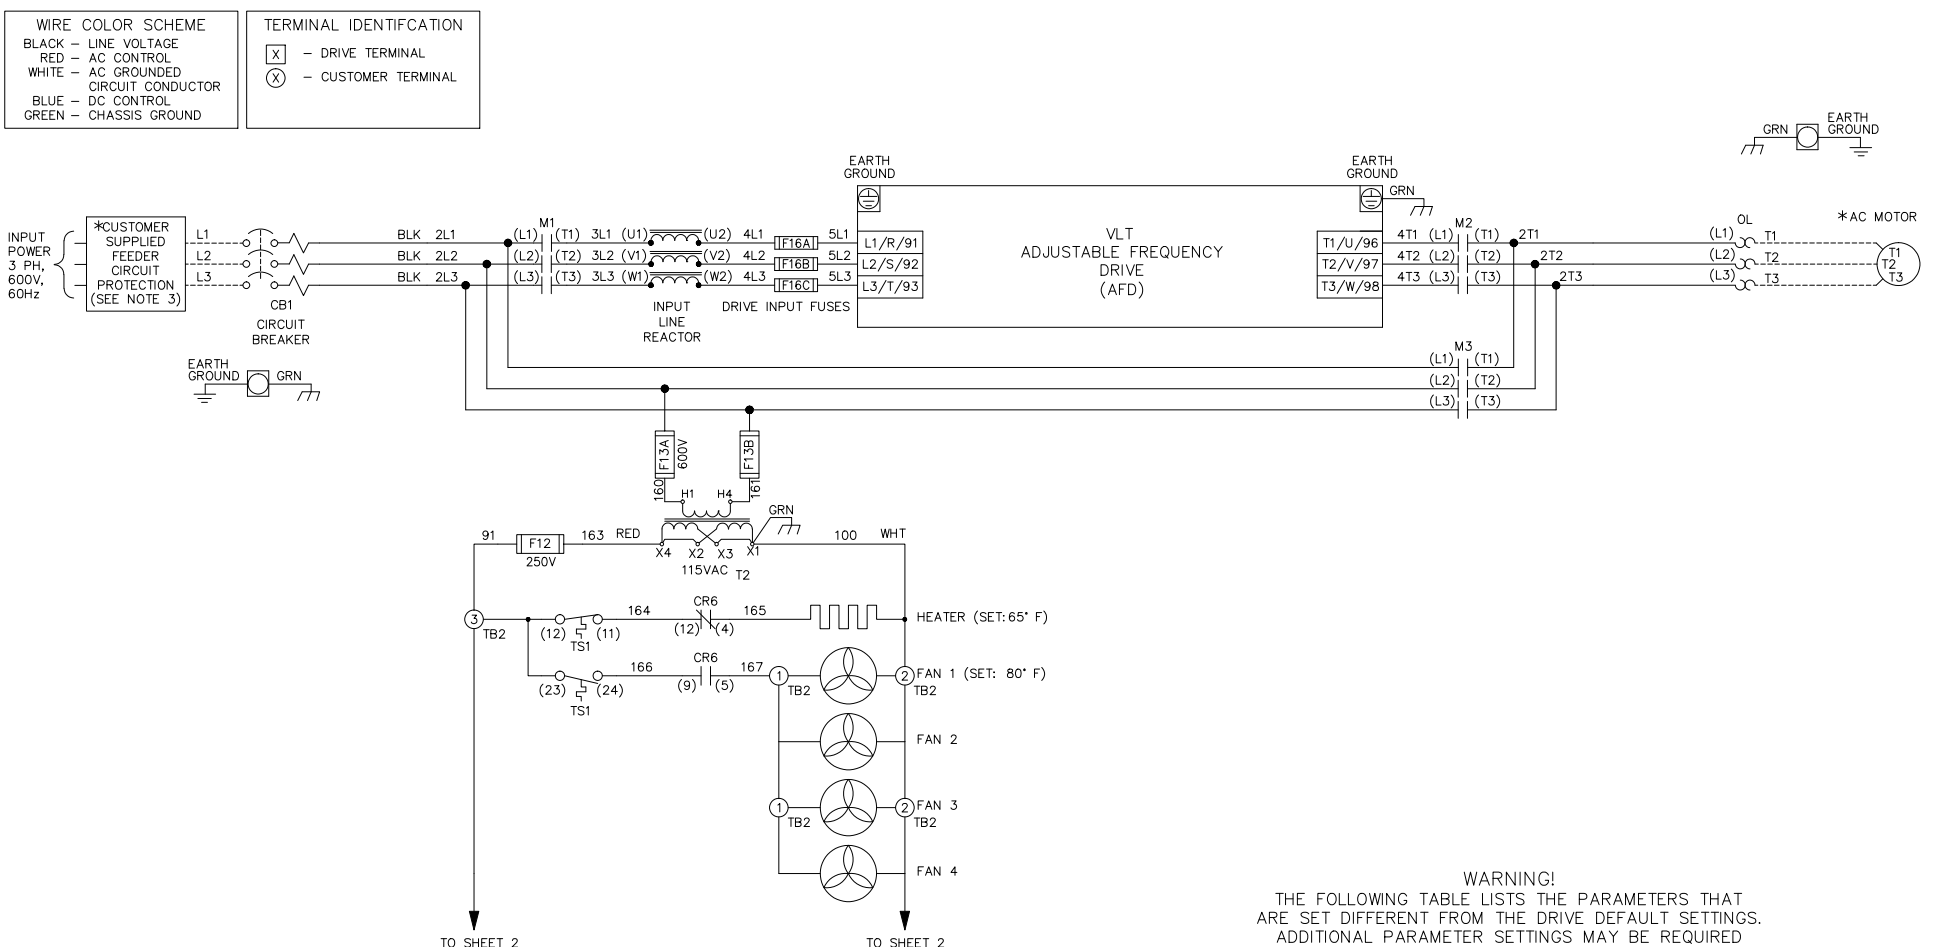 WIRE COLOR SCHEME
BLACK – LINE VOLTAGE
RED – AC CONTROL
WHITE – AC GROUNDED
CIRCUIT CONDUCTOR
BLUE – DC CONTROL
GREEN – CHASSIS GROUND
TERMINAL IDENTIFCATION
X – DRIVE TERMINAL
X – CUSTOMER TERMINAL
GRN
EARTH
GROUND
INPUT
POWER
3 PH,
600V,
60Hz
*CUSTOMER
SUPPLIED
FEEDER
CIRCUIT
PROTECTION
(SEE NOTE 3)
L1
L2
L3
CB1
CIRCUIT
BREAKER
EARTH
GROUND
GRN
M1
BLK 2L1 (L1) (T1) 3L1 (U1) (U2) 4L1 F16A 5L1 L1/R/91
BLK 2L2 (L2) (T2) 3L2 (V1) (V2) 4L2 F16B 5L2 L2/S/92
BLK 2L3 (L3) (T3) 3L3 (W1) (W2) 4L3 F16C 5L3 L3/T/93
INPUT
LINE
REACTOR
DRIVE INPUT FUSES
EARTH
GROUND
VLT
ADJUSTABLE FREQUENCY
DRIVE
(AFD)
EARTH
GROUND
GRN
M2
T1/U/96 4T1 (L1) (T1) 2T1
T2/V/97 4T2 (L2) (T2) 2T2
T3/W/98 4T3 (L3) (T3) 2T3
OL
(L1) T1
(L2) T2
(L3) T3
*AC MOTOR
T1
T2
T3
M3
(L1) (T1)
(L2) (T2)
(L3) (T3)
F13A
600V
F13B
160
161
H1 H4
GRN
91 F12 163 RED
250V
X4 X2 X3 X1
100 WHT
115VAC T2
3
TB2
(12) (11)
TS1
164
CR6
(12) (4)
165
HEATER (SET:65° F)
(23) (24)
TS1
166
CR6
(9) (5)
167
1
TB2
2
TB2
FAN 1 (SET: 80° F)
FAN 2
1
TB2
2
TB2
FAN 3
FAN 4
TO SHEET 2
TO SHEET 2
WARNING!
THE FOLLOWING TABLE LISTS THE PARAMETERS THAT
ARE SET DIFFERENT FROM THE DRIVE DEFAULT SETTINGS.
ADDITIONAL PARAMETER SETTINGS MAY BE REQUIRED